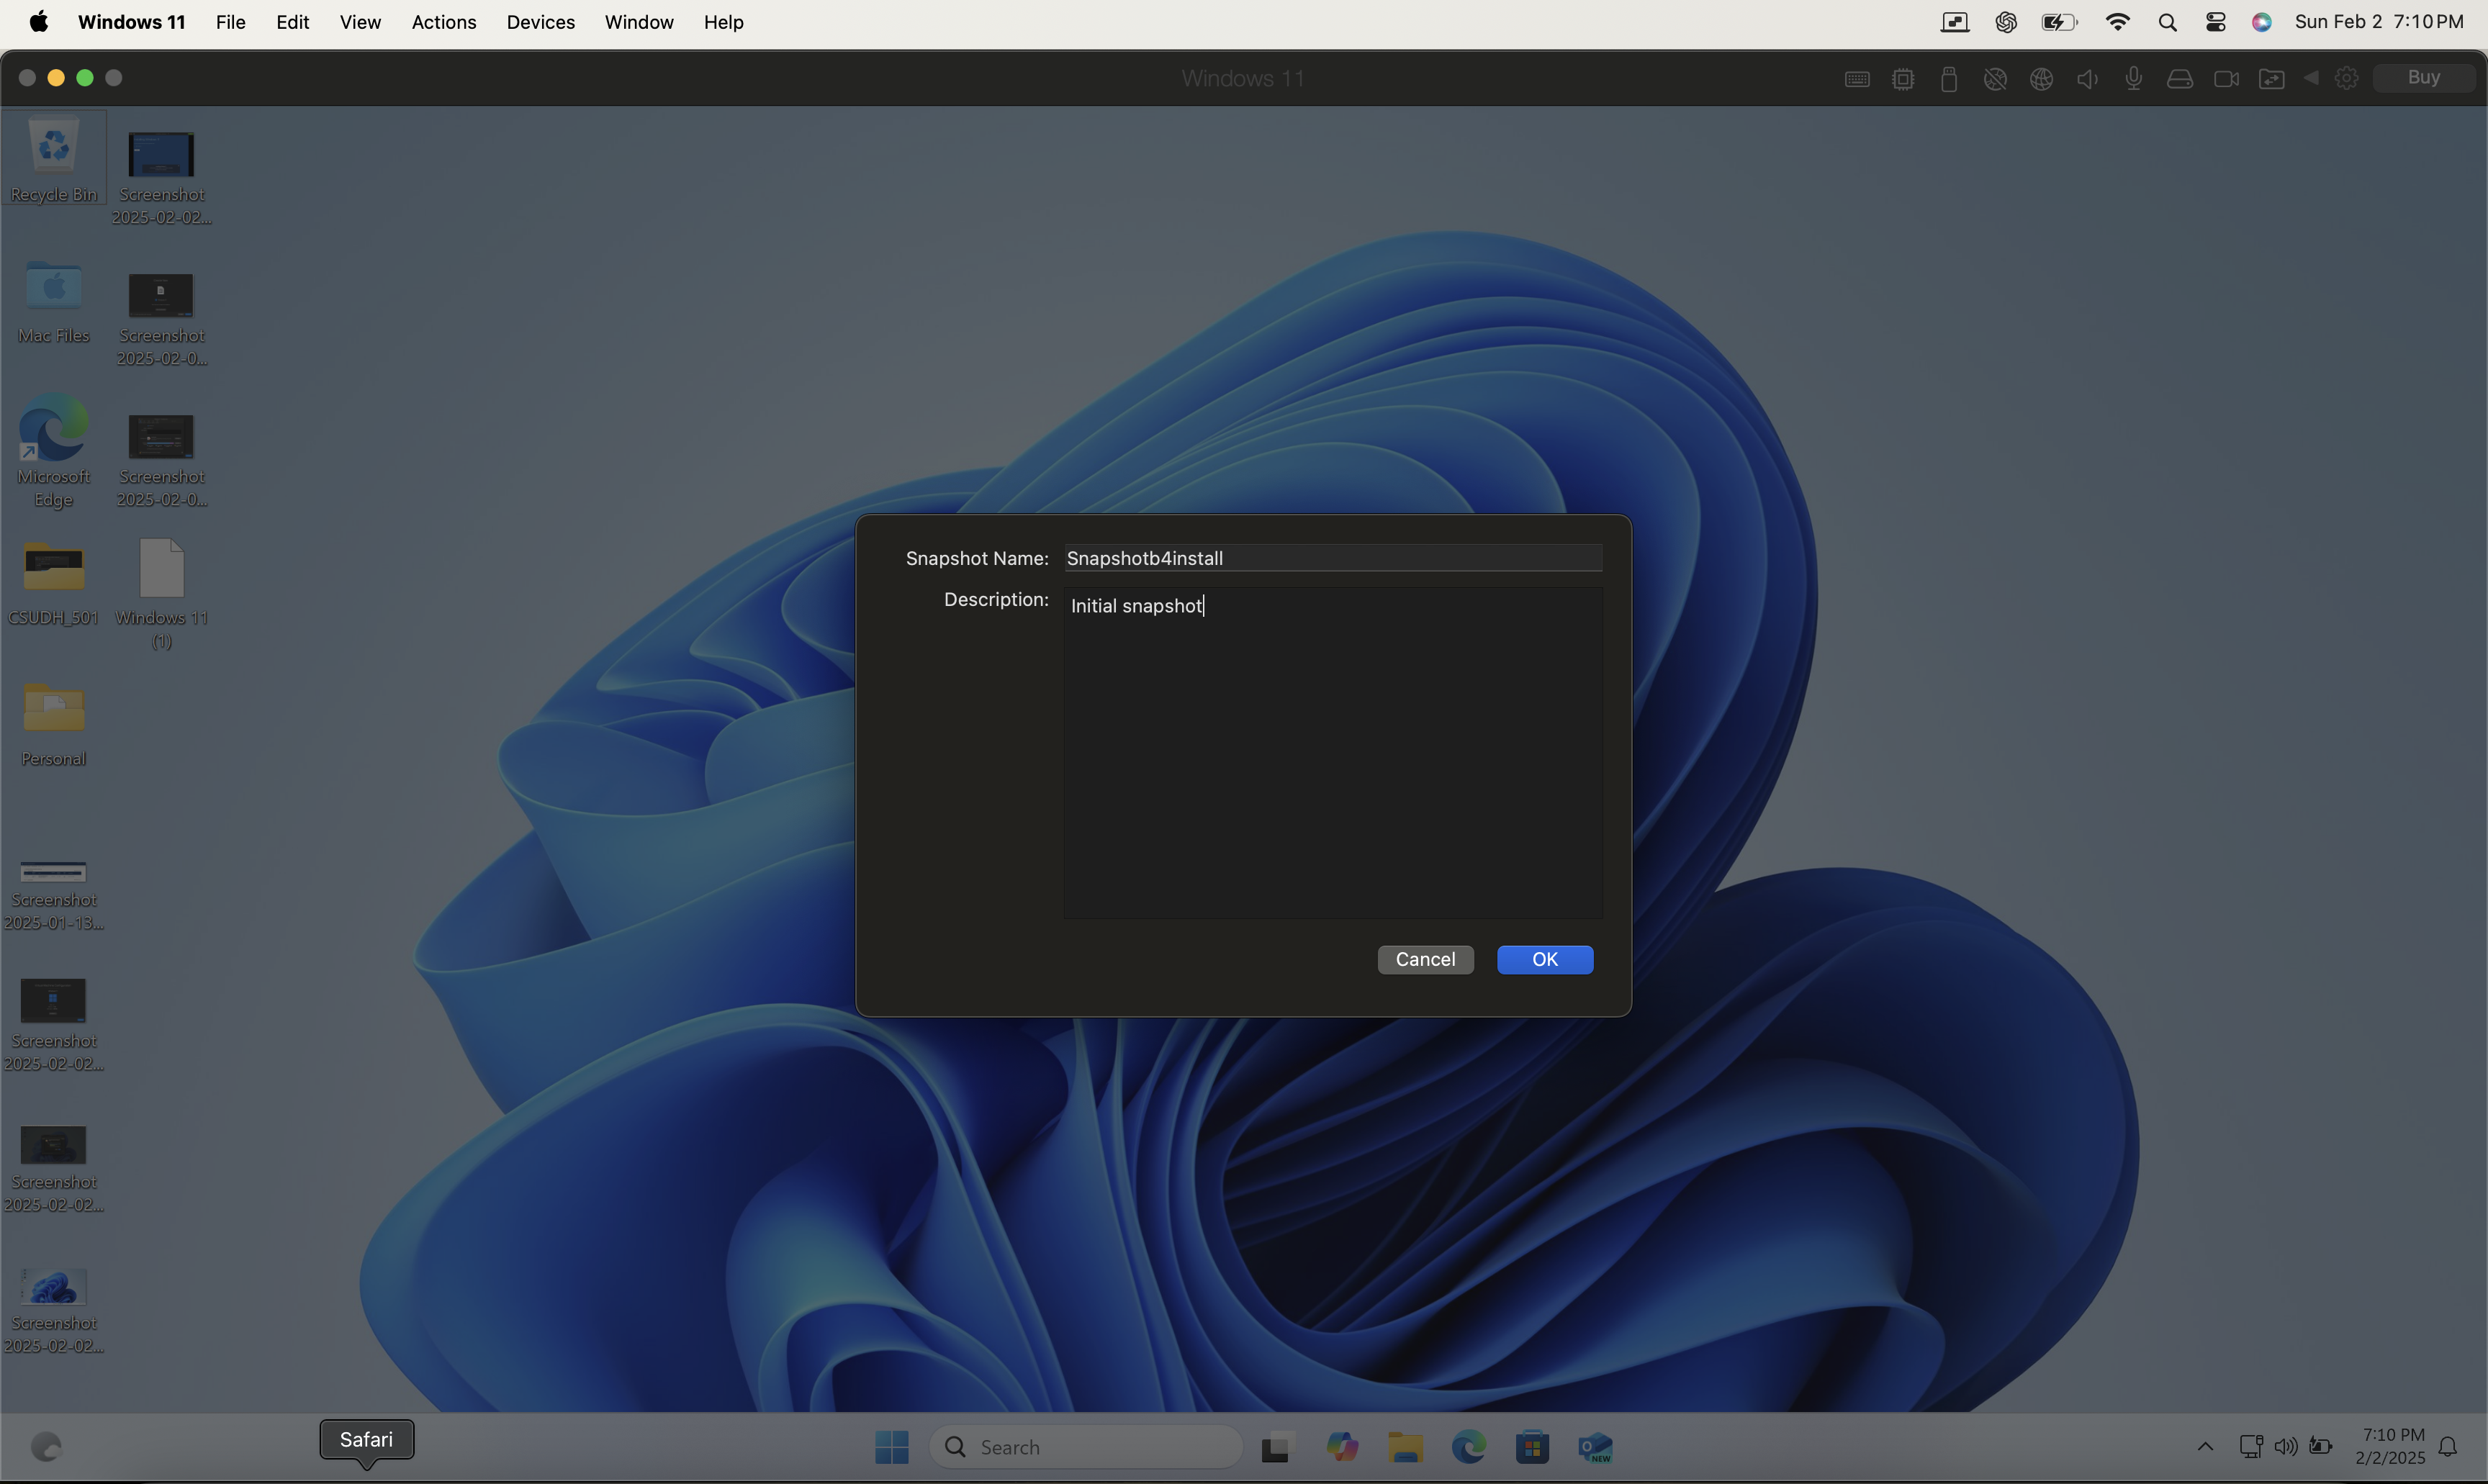 Windows 11 File Edit View Actions Devices Window Help Sun Feb 2 7:10 PM
Windows 11 Buy
Recycle Bin
Screenshot
2025-02-02...
Mac Files
Screenshot
2025-02-0...
Microsoft
Edge
Screenshot
2025-02-0...
CSUDH_501
Windows 11
(1)
Personal
Screenshot
2025-01-13...
Screenshot
2025-02-02...
Screenshot
2025-02-02...
Screenshot
2025-02-02...
Snapshot Name: Snapshotb4install
Description: Initial snapshot
Cancel OK
Safari
Search
NEW
7:10 PM
2/2/2025